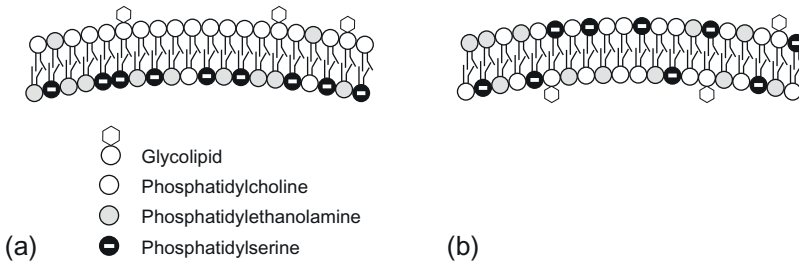 Glycolipid
Phosphatidylcholine
Phosphatidylethanolamine
(a)
Phosphatidylserine
(b)